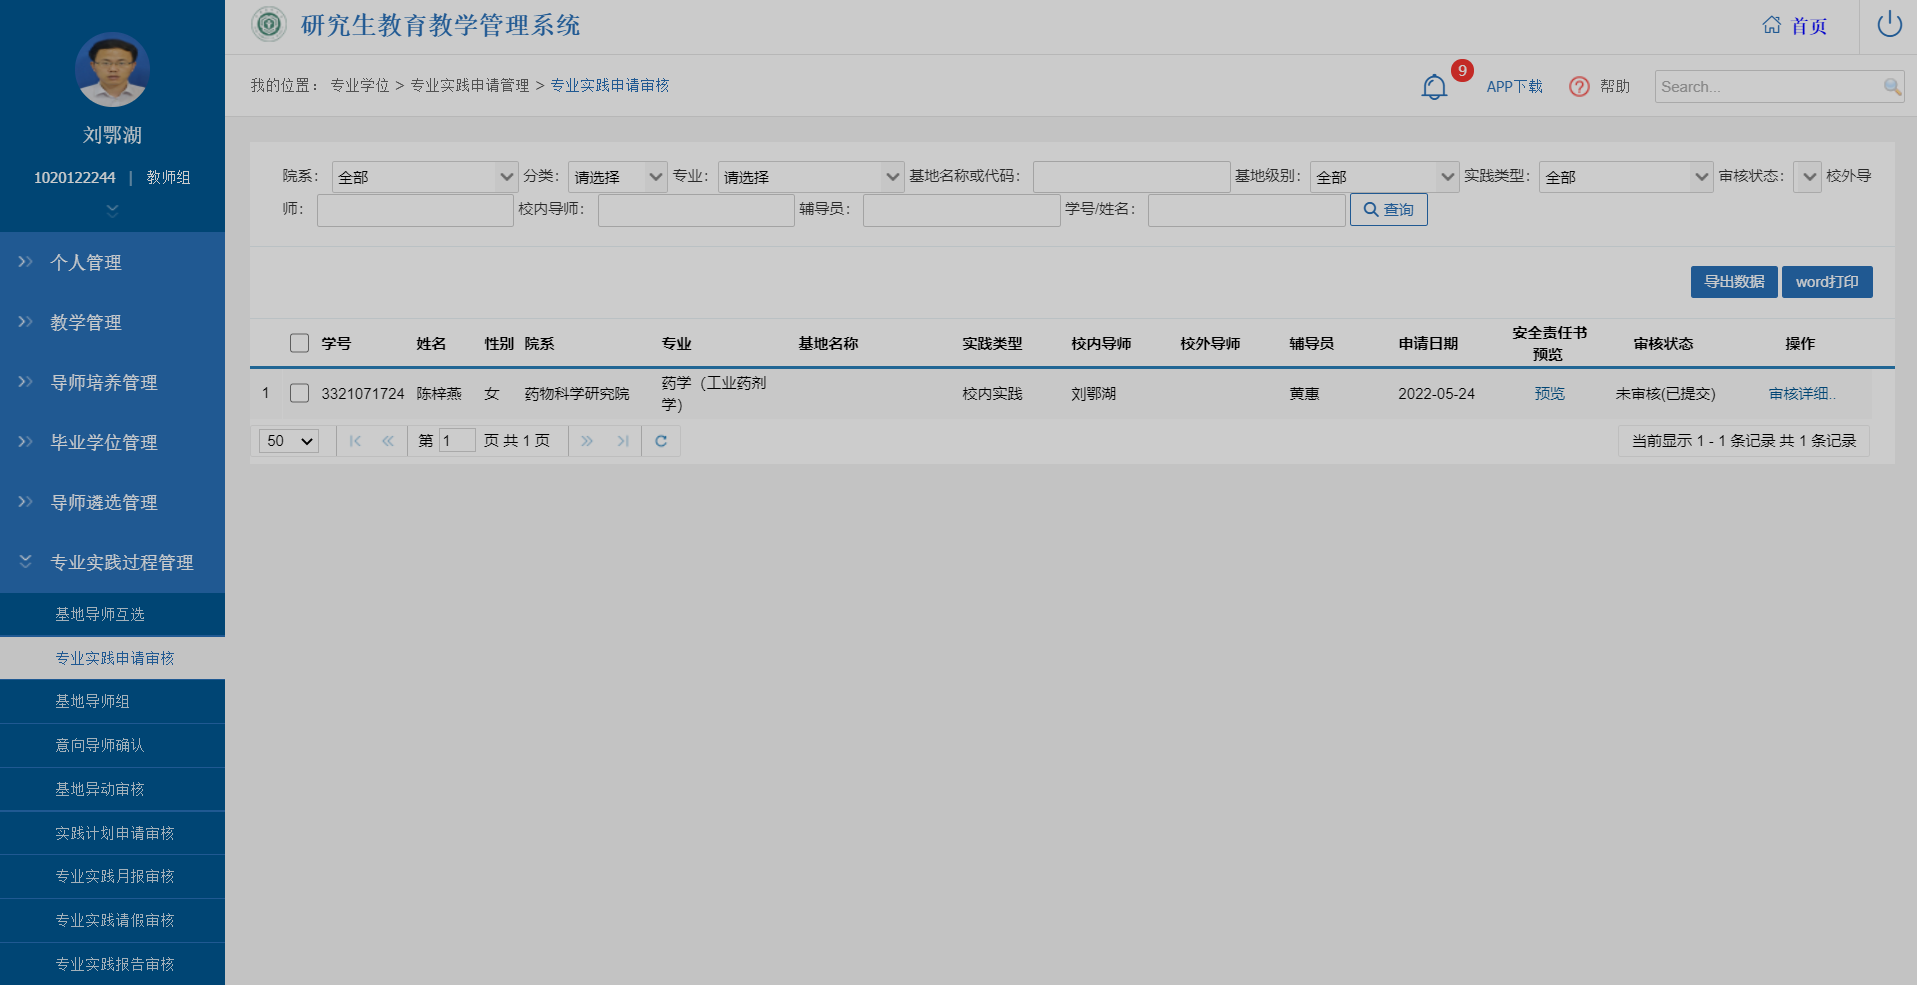 研究生教育教学管理系统
首页
刘鄂湖
1020122244 | 教师组
我的位置： 专业学位 > 专业实践申请管理 > 专业实践申请审核
9
APP下载
帮助
Search...
个人管理
教学管理
导师培养管理
毕业学位管理
导师遴选管理
专业实践过程管理
基地导师互选
专业实践申请审核
基地导师组
意向导师确认
基地异动审核
实践计划申请审核
专业实践月报审核
专业实践请假审核
专业实践报告审核
院系： 全部 分类： 请选择 专业： 请选择 基地名称或代码： 基地级别： 全部 实践类型： 全部 审核状态： 校外导
师： 校内导师： 辅导员： 学号/姓名： 查询
导出数据 word打印
学号 姓名 性别 院系 专业 基地名称 实践类型 校内导师 校外导师 辅导员 申请日期 安全责任书 审核状态 操作
预览
1 3321071724 陈梓燕 女 药物科学研究院 药学（工业药剂 校内实践 刘鄂湖 黄惠 2022-05-24 预览 未审核(已提交) 审核详细..
学）
50 第 1 页 共 1 页 当前显示 1 - 1 条记录 共 1 条记录